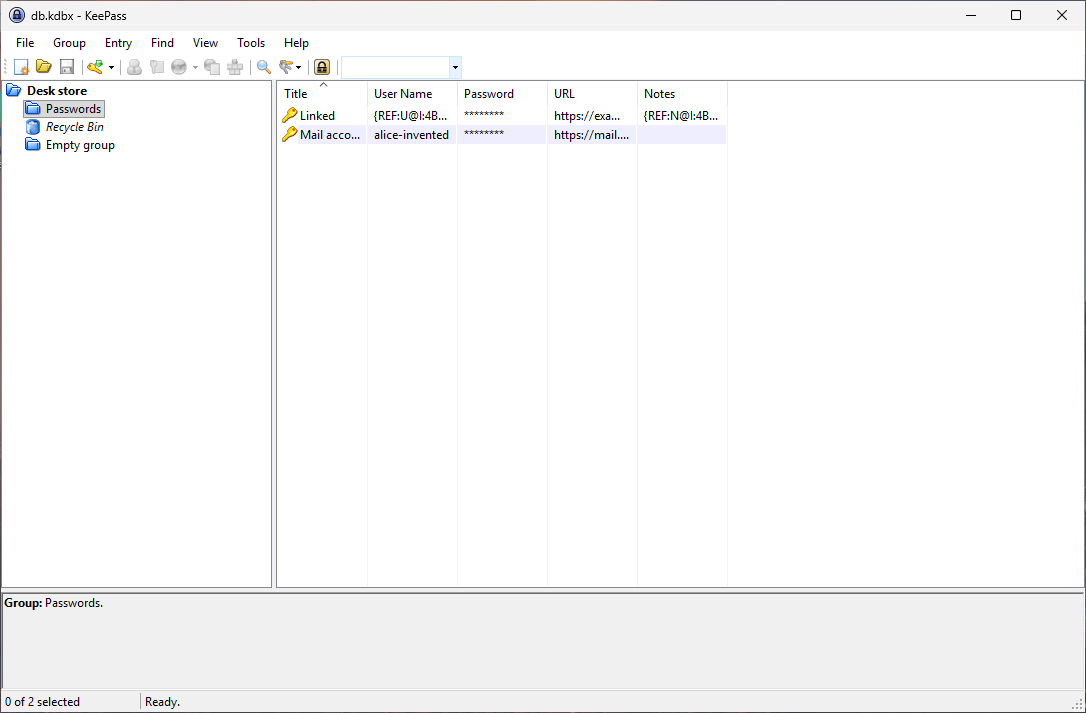 db.kdbx - KeePass
File Group Entry Find View Tools Help
Desk store
Passwords
Recycle Bin
Empty group
Title User Name Password URL Notes
Linked {REF:U@I:4B... ******** https://exa... {REF:N@I:4B...
Mail acco... alice-invented ******** https://mail....
Group: Passwords.
0 of 2 selected Ready.